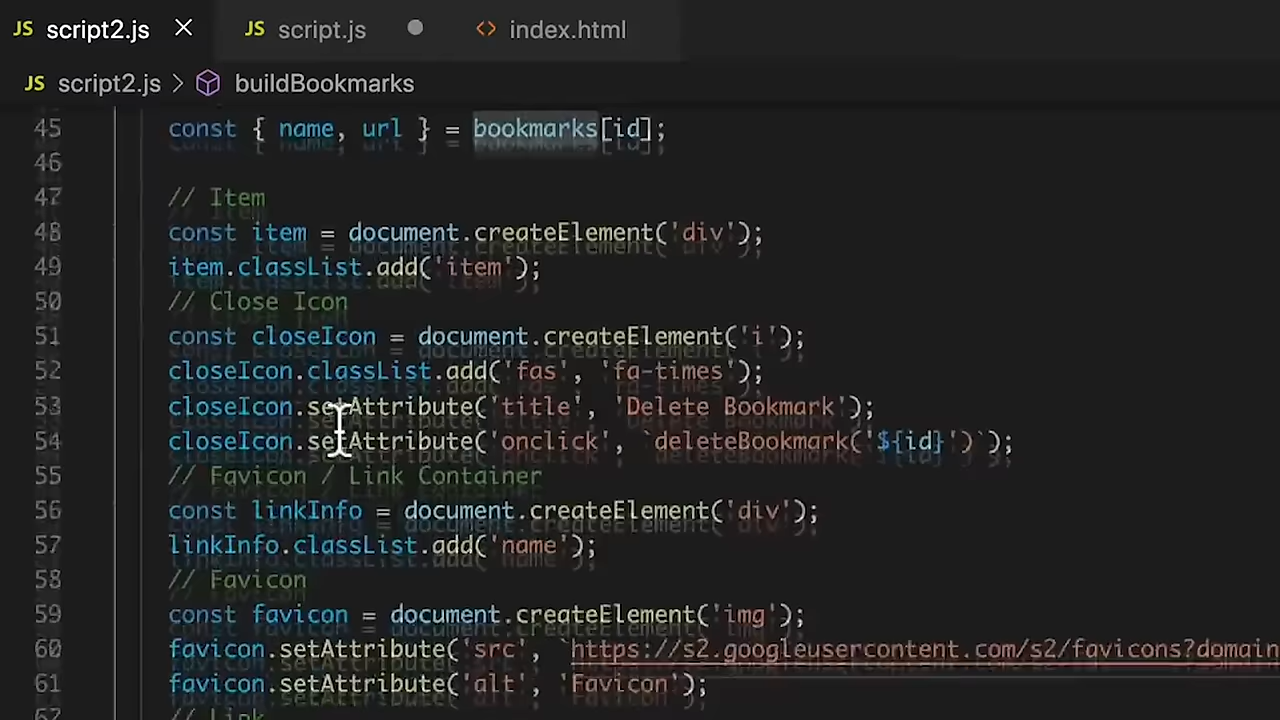 JS script2.js × JS script.js <> index.html
JS script2.js > buildBookmarks
45 const { name, url } = bookmarks[id];
46
47 // Item
48 const item = document.createElement('div');
49 item.classList.add('item');
50 // Close Icon
51 const closeIcon = document.createElement('i');
52 closeIcon.classList.add('fas', 'fa-times');
53 closeIcon.setAttribute('title', 'Delete Bookmark');
54 closeIcon.setAttribute('onclick', `deleteBookmark('${id}')`);
55 // Favicon / Link Container
56 const linkInfo = document.createElement('div');
57 linkInfo.classList.add('name');
58 // Favicon
59 const favicon = document.createElement('img');
60 favicon.setAttribute('src', `https://s2.googleusercontent.com/s2/favicons?domain
61 favicon.setAttribute('alt', 'Favicon');
62 // Link